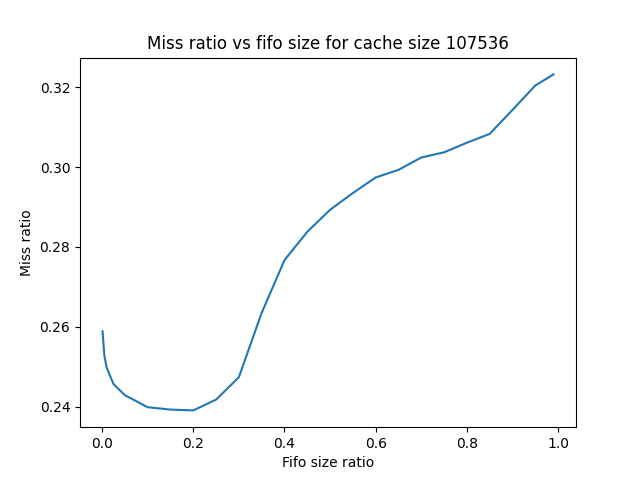 Miss ratio vs fifo size for cache size 107536
0.32
0.30
0.28
0.26
0.24
Miss ratio
0.0 0.2 0.4 0.6 0.8 1.0
Fifo size ratio